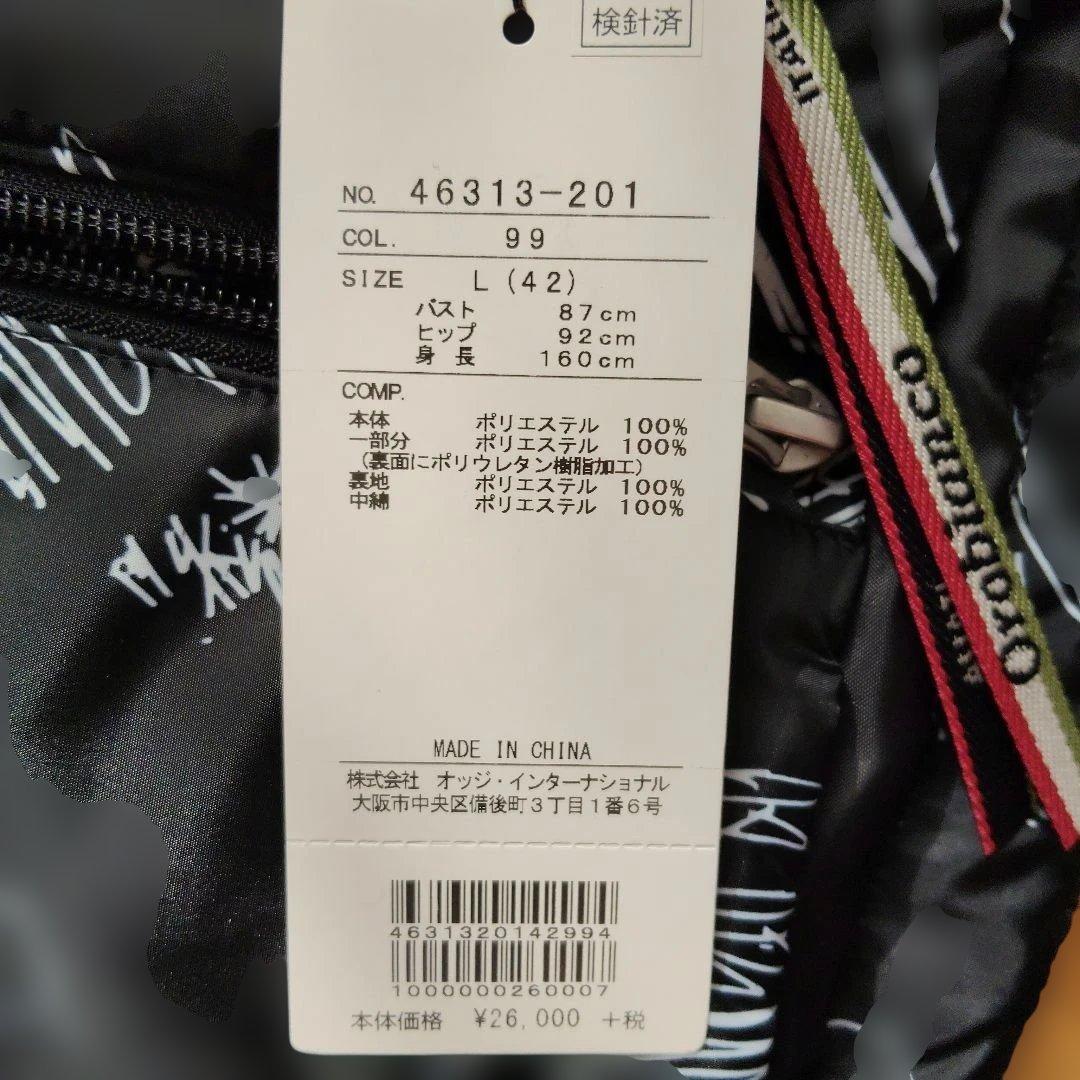 検針済
NO. 46313-201
COL. 99
SIZE L(42)
バスト 87cm
ヒップ 92cm
身 長 160cm
COMP.
本体 ポリエステル 100%
一部分 ポリエステル 100%
(裏面にポリウレタン樹脂加工)
裏地 ポリエステル 100%
中綿 ポリエステル 100%
MADE IN CHINA
株式会社 オッジ・インターナショナル
大阪市中央区備後町3丁目1番6号
4631320142994
1000000260007
本体価格 ¥26,000 +税
Orobianco